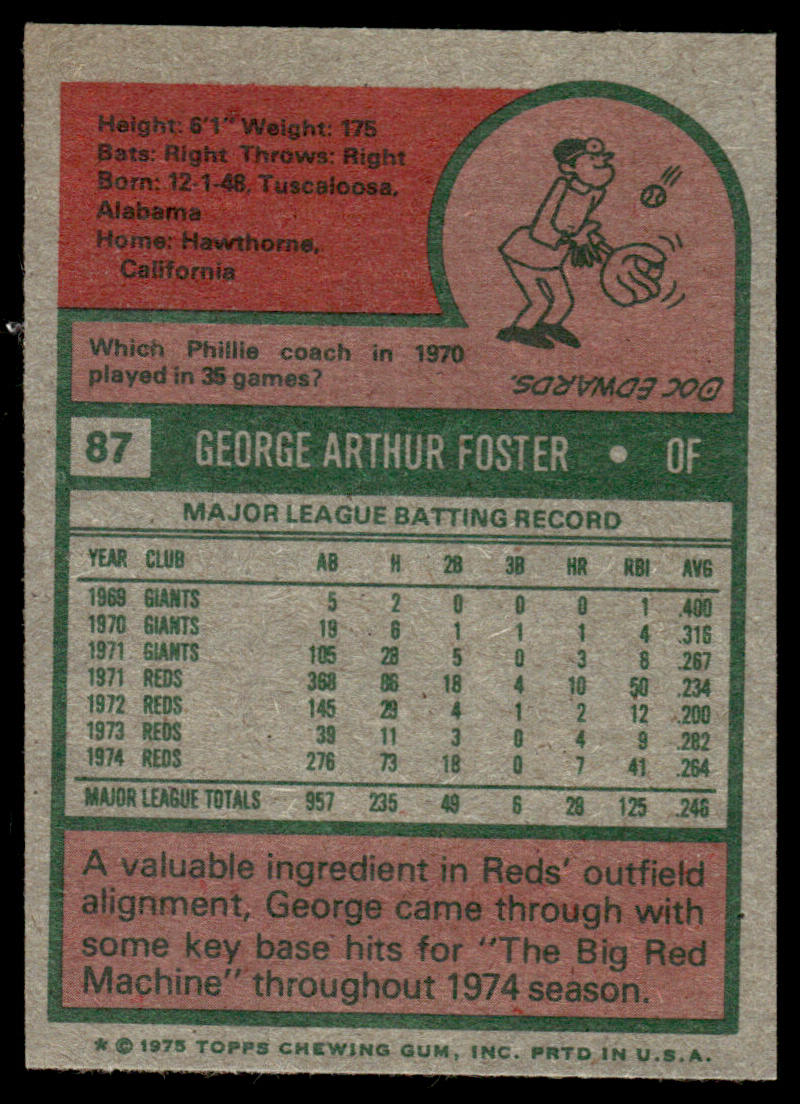 Height: 6'1" Weight: 175
Bats: Right Throws: Right
Born: 12-1-48, Tuscaloosa,
Alabama
Home: Hawthorne,
California
Which Phillie coach in 1970
played in 35 games?
DOC EDWARDS.
87 GEORGE ARTHUR FOSTER • OF
MAJOR LEAGUE BATTING RECORD
YEAR CLUB AB H 2B 3B HR RBI AVG
1969 GIANTS 5 2 0 0 0 1 .400
1970 GIANTS 19 6 1 1 1 4 .316
1971 GIANTS 105 28 5 0 3 8 .267
1971 REDS 368 86 18 4 10 50 .234
1972 REDS 145 29 4 1 2 12 .200
1973 REDS 39 11 3 0 4 9 .282
1974 REDS 276 73 18 0 7 41 .264
MAJOR LEAGUE TOTALS 957 235 49 6 28 125 .246
A valuable ingredient in Reds' outfield
alignment, George came through with
some key base hits for "The Big Red
Machine" throughout 1974 season.
* © 1975 TOPPS CHEWING GUM, INC. PRTD IN U.S.A.